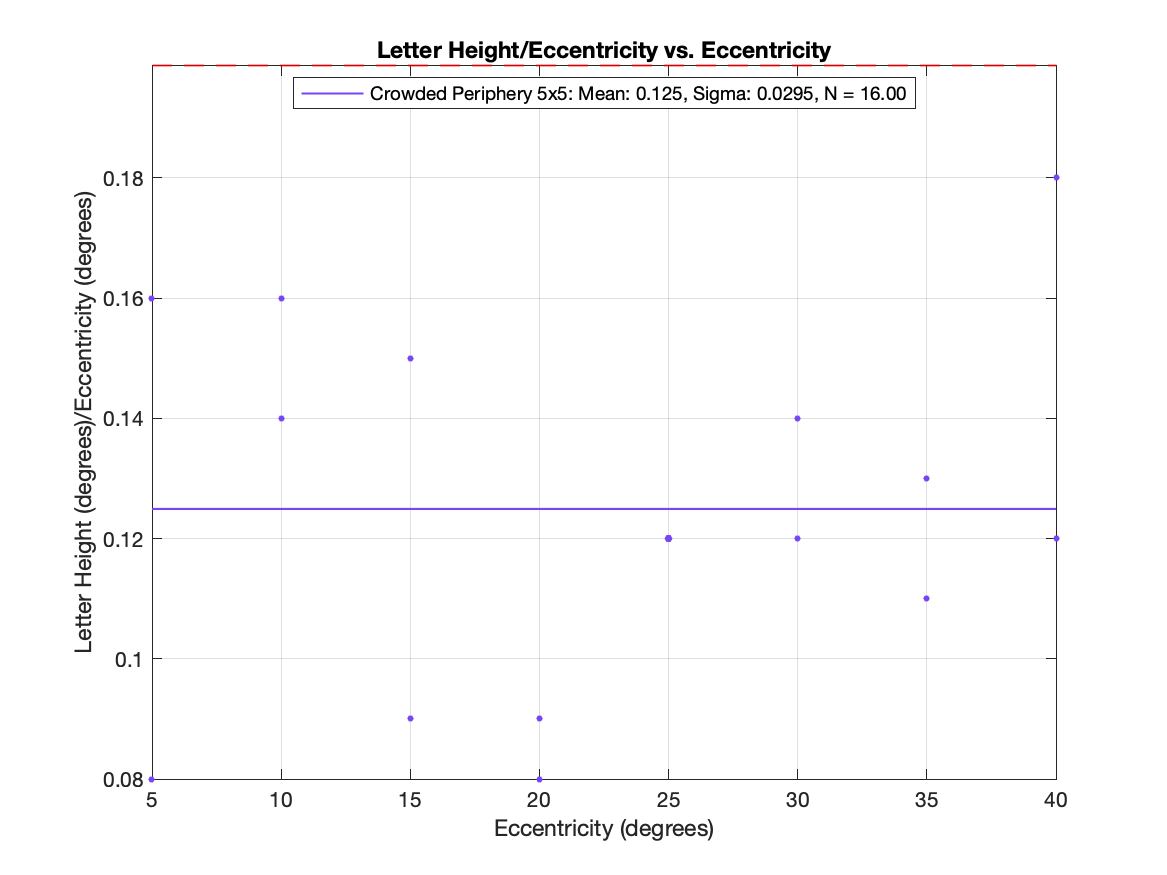 Letter Height/Eccentricity vs. Eccentricity
Crowded Periphery 5x5: Mean: 0.125, Sigma: 0.0295, N = 16.00
Letter Height (degrees)/Eccentricity (degrees)
0.18
0.16
0.14
0.12
0.1
0.08
5 10 15 20 25 30 35 40
Eccentricity (degrees)